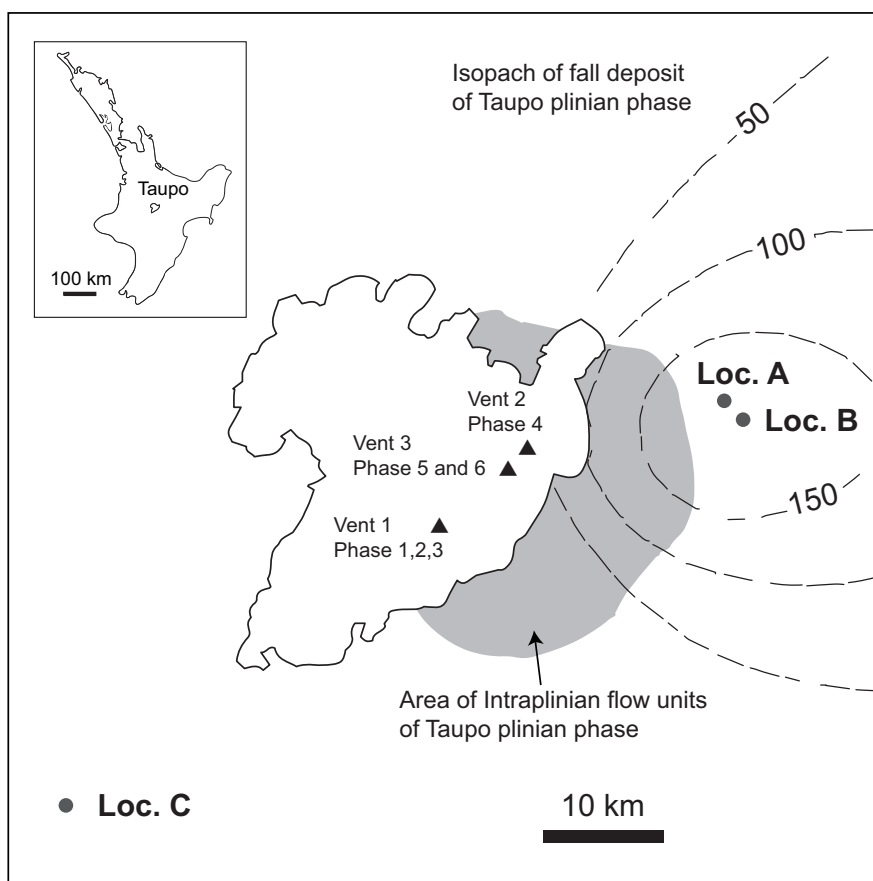 Isopach of fall deposit
of Taupo plinian phase
Taupo
100 km
50
100
150
Loc. A
Loc. B
Vent 2
Phase 4
Vent 3
Phase 5 and 6
Vent 1
Phase 1,2,3
Area of Intraplinian flow units
of Taupo plinian phase
Loc. C
10 km